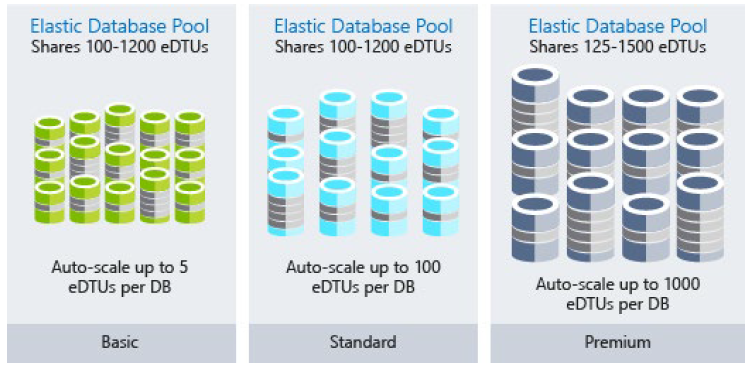 Elastic Database Pool
Shares 100-1200 eDTUs
Auto-scale up to 5
eDTUs per DB
Basic
Elastic Database Pool
Shares 100-1200 eDTUs
Auto-scale up to 100
eDTUs per DB
Standard
Elastic Database Pool
Shares 125-1500 eDTUs
Auto-scale up to 1000
eDTUs per DB
Premium